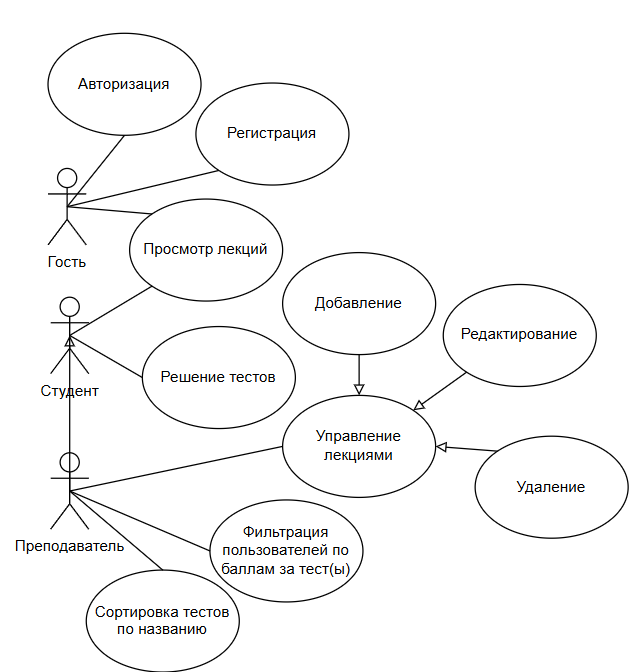 Авторизация
Регистрация
Гость
Просмотр лекций
Добавление
Редактирование
Студент
Решение тестов
Управление
лекциями
Удаление
Преподаватель
Фильтрация
пользователей по
баллам за тест(ы)
Сортировка тестов
по названию